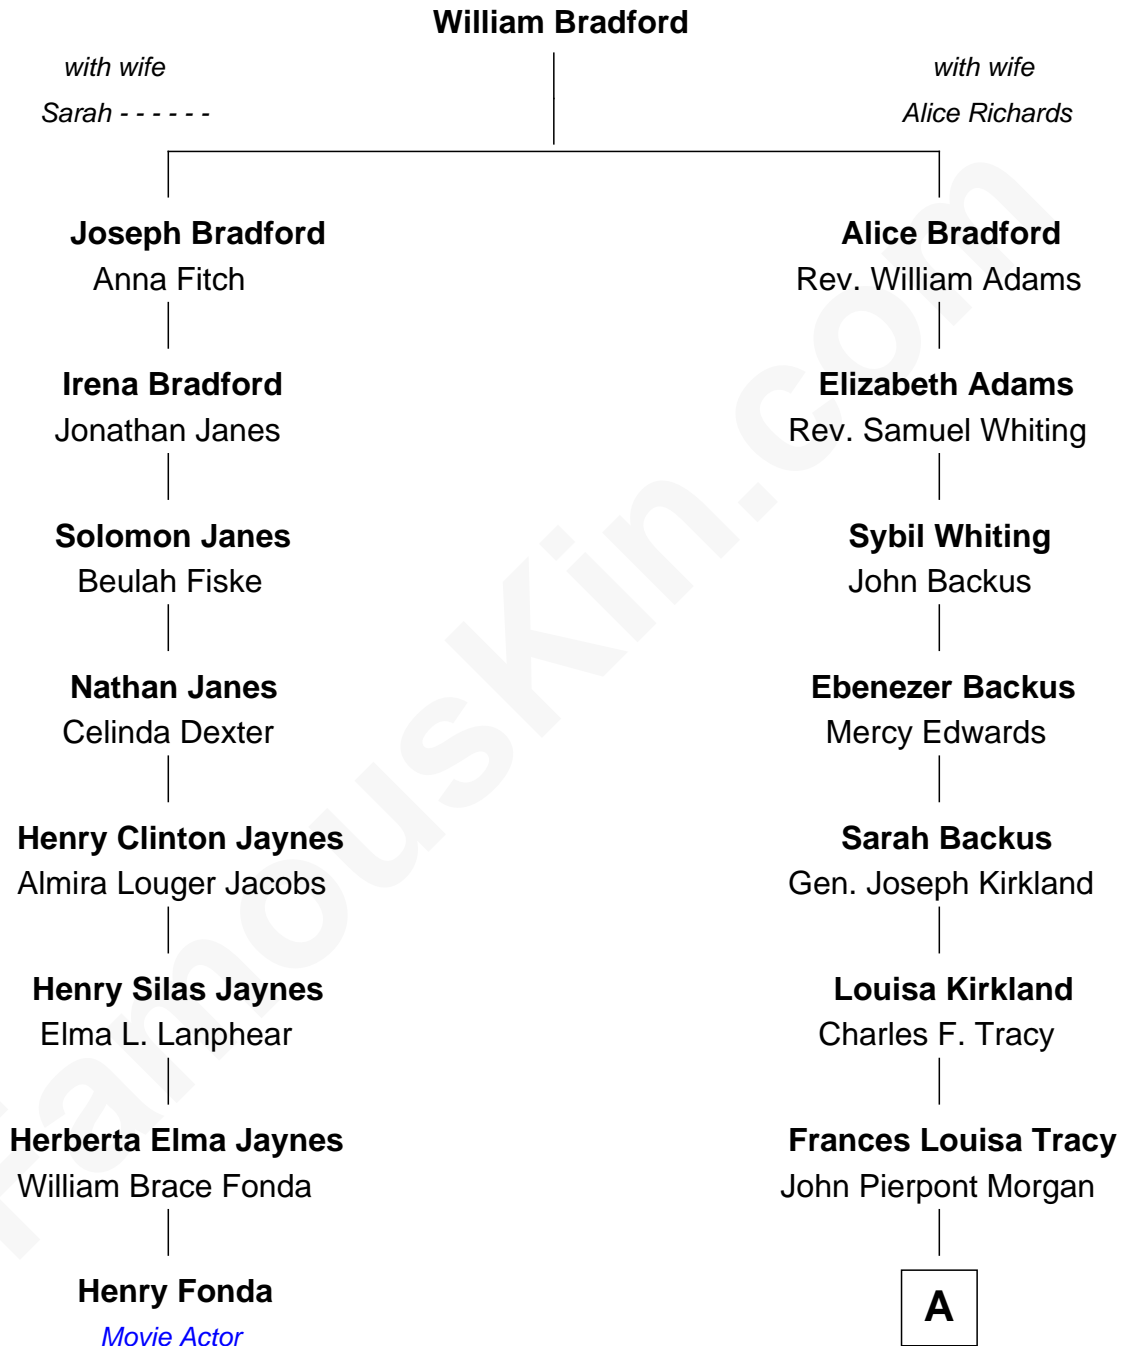 William Bradford
with wife
Sarah - - - - - -
with wife
Alice Richards
Joseph Bradford
Anna Fitch
Alice Bradford
Rev. William Adams
Irena Bradford
Jonathan Janes
Elizabeth Adams
Rev. Samuel Whiting
Solomon Janes
Beulah Fiske
Sybil Whiting
John Backus
Nathan Janes
Celinda Dexter
Ebenezer Backus
Mercy Edwards
Henry Clinton Jaynes
Almira Louger Jacobs
Sarah Backus
Gen. Joseph Kirkland
Henry Silas Jaynes
Elma L. Lanphear
Louisa Kirkland
Charles F. Tracy
Herberta Elma Jaynes
William Brace Fonda
Frances Louisa Tracy
John Pierpont Morgan
Henry Fonda
Movie Actor
A
FamousKin.com